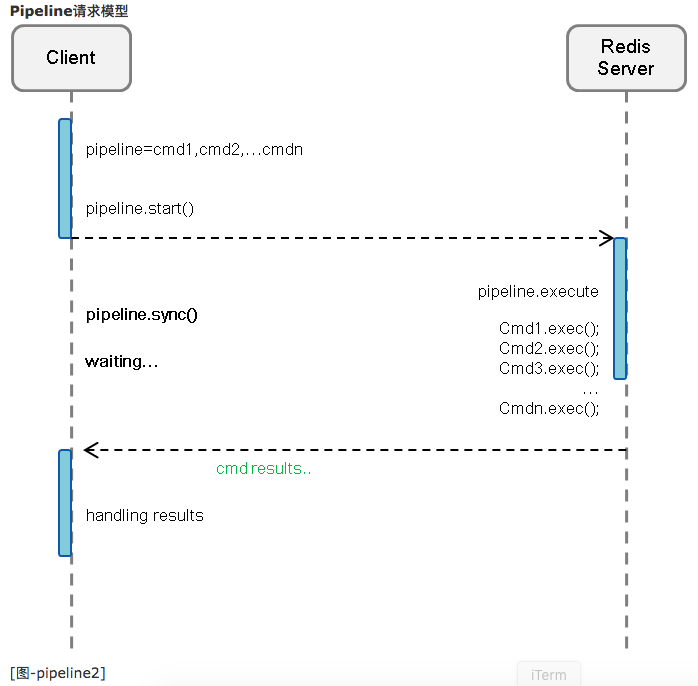 Pipeline请求模型
Client
Redis
Server
pipeline=cmd1,cmd2,...cmdn
pipeline.start()
pipeline.execute
pipeline.sync()
Cmd1.exec();
Cmd2.exec();
waiting...
Cmd3.exec();
...
Cmdn.exec();
cmd results..
handling results
[图-pipeline2]
iTerm